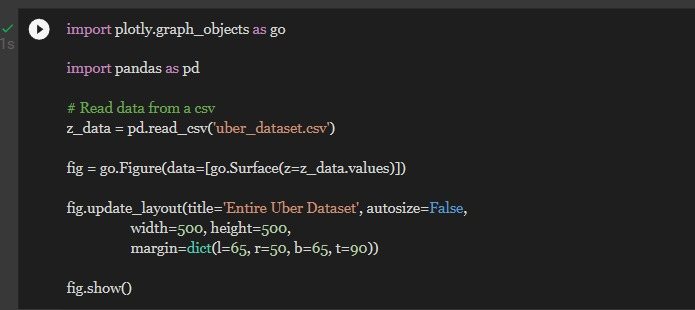 1s
import plotly.graph_objects as go
import pandas as pd
# Read data from a csv
z_data = pd.read_csv('uber_dataset.csv')
fig = go.Figure(data=[go.Surface(z=z_data.values)])
fig.update_layout(title='Entire Uber Dataset', autosize=False,
width=500, height=500,
margin=dict(l=65, r=50, b=65, t=90))
fig.show()